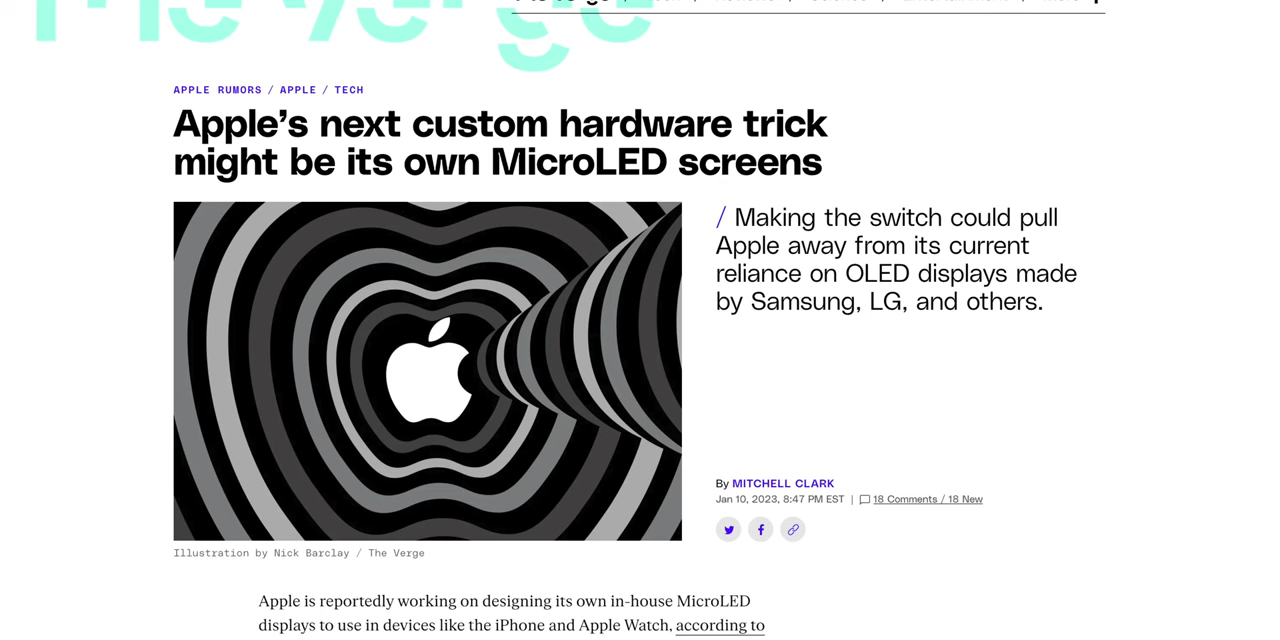 The Verge
APPLE RUMORS / APPLE / TECH
Apple’s next custom hardware trick
might be its own MicroLED screens
/ Making the switch could pull
Apple away from its current
reliance on OLED displays made
by Samsung, LG, and others.
By MITCHELL CLARK
Jan 10, 2023, 8:47 PM EST | 18 Comments / 18 New
Illustration by Nick Barclay / The Verge
Apple is reportedly working on designing its own in-house MicroLED
displays to use in devices like the iPhone and Apple Watch, according to